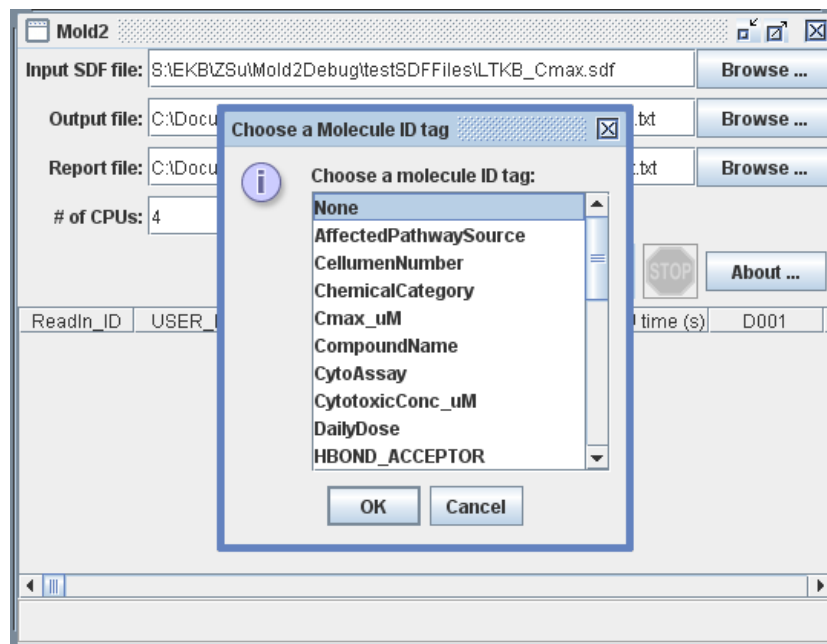 Mold2
Input SDF file: S:\EKB\ZSu\Mold2Debug\testSDFFiles\LTKB_Cmax.sdf Browse ...
Output file: C:\Docu .txt Browse ...
Report file: C:\Docu .txt Browse ...
# of CPUs: 4
STOP About ...
ReadIn_ID USER_ time (s) D001
Choose a Molecule ID tag
Choose a molecule ID tag:
None
AffectedPathwaySource
CellumenNumber
ChemicalCategory
Cmax_uM
CompoundName
CytoAssay
CytotoxicConc_uM
DailyDose
HBOND_ACCEPTOR
OK Cancel